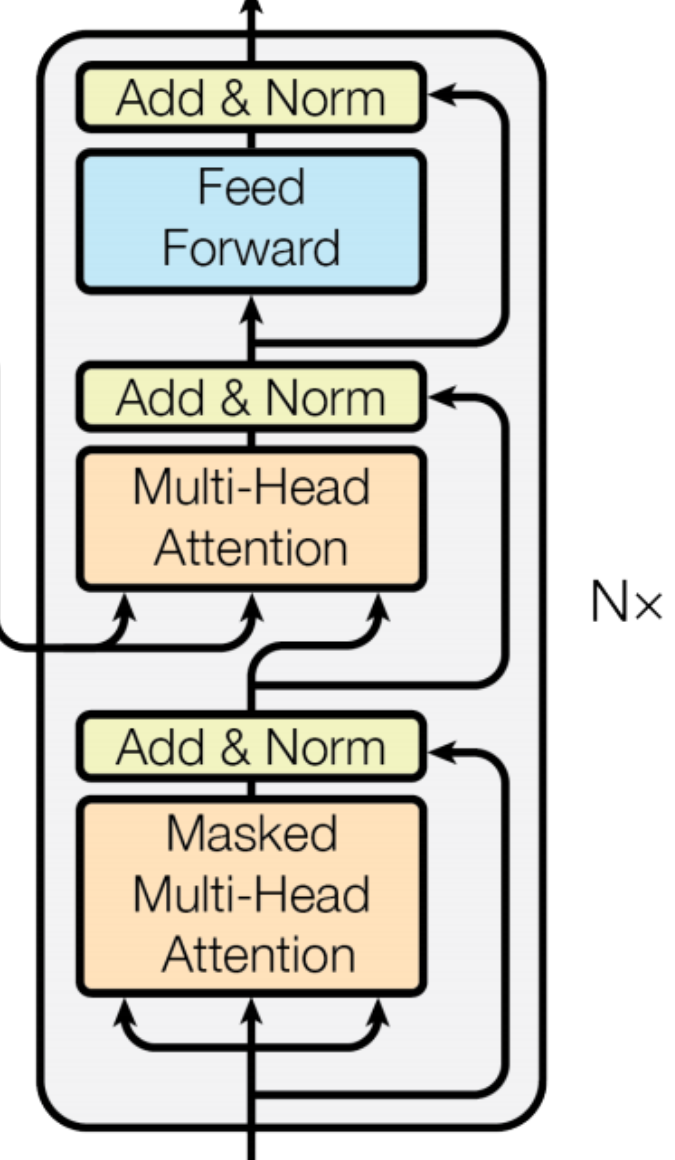 Add & Norm
Feed
Forward
Add & Norm
Multi-Head
Attention
N×
Add & Norm
Masked
Multi-Head
Attention